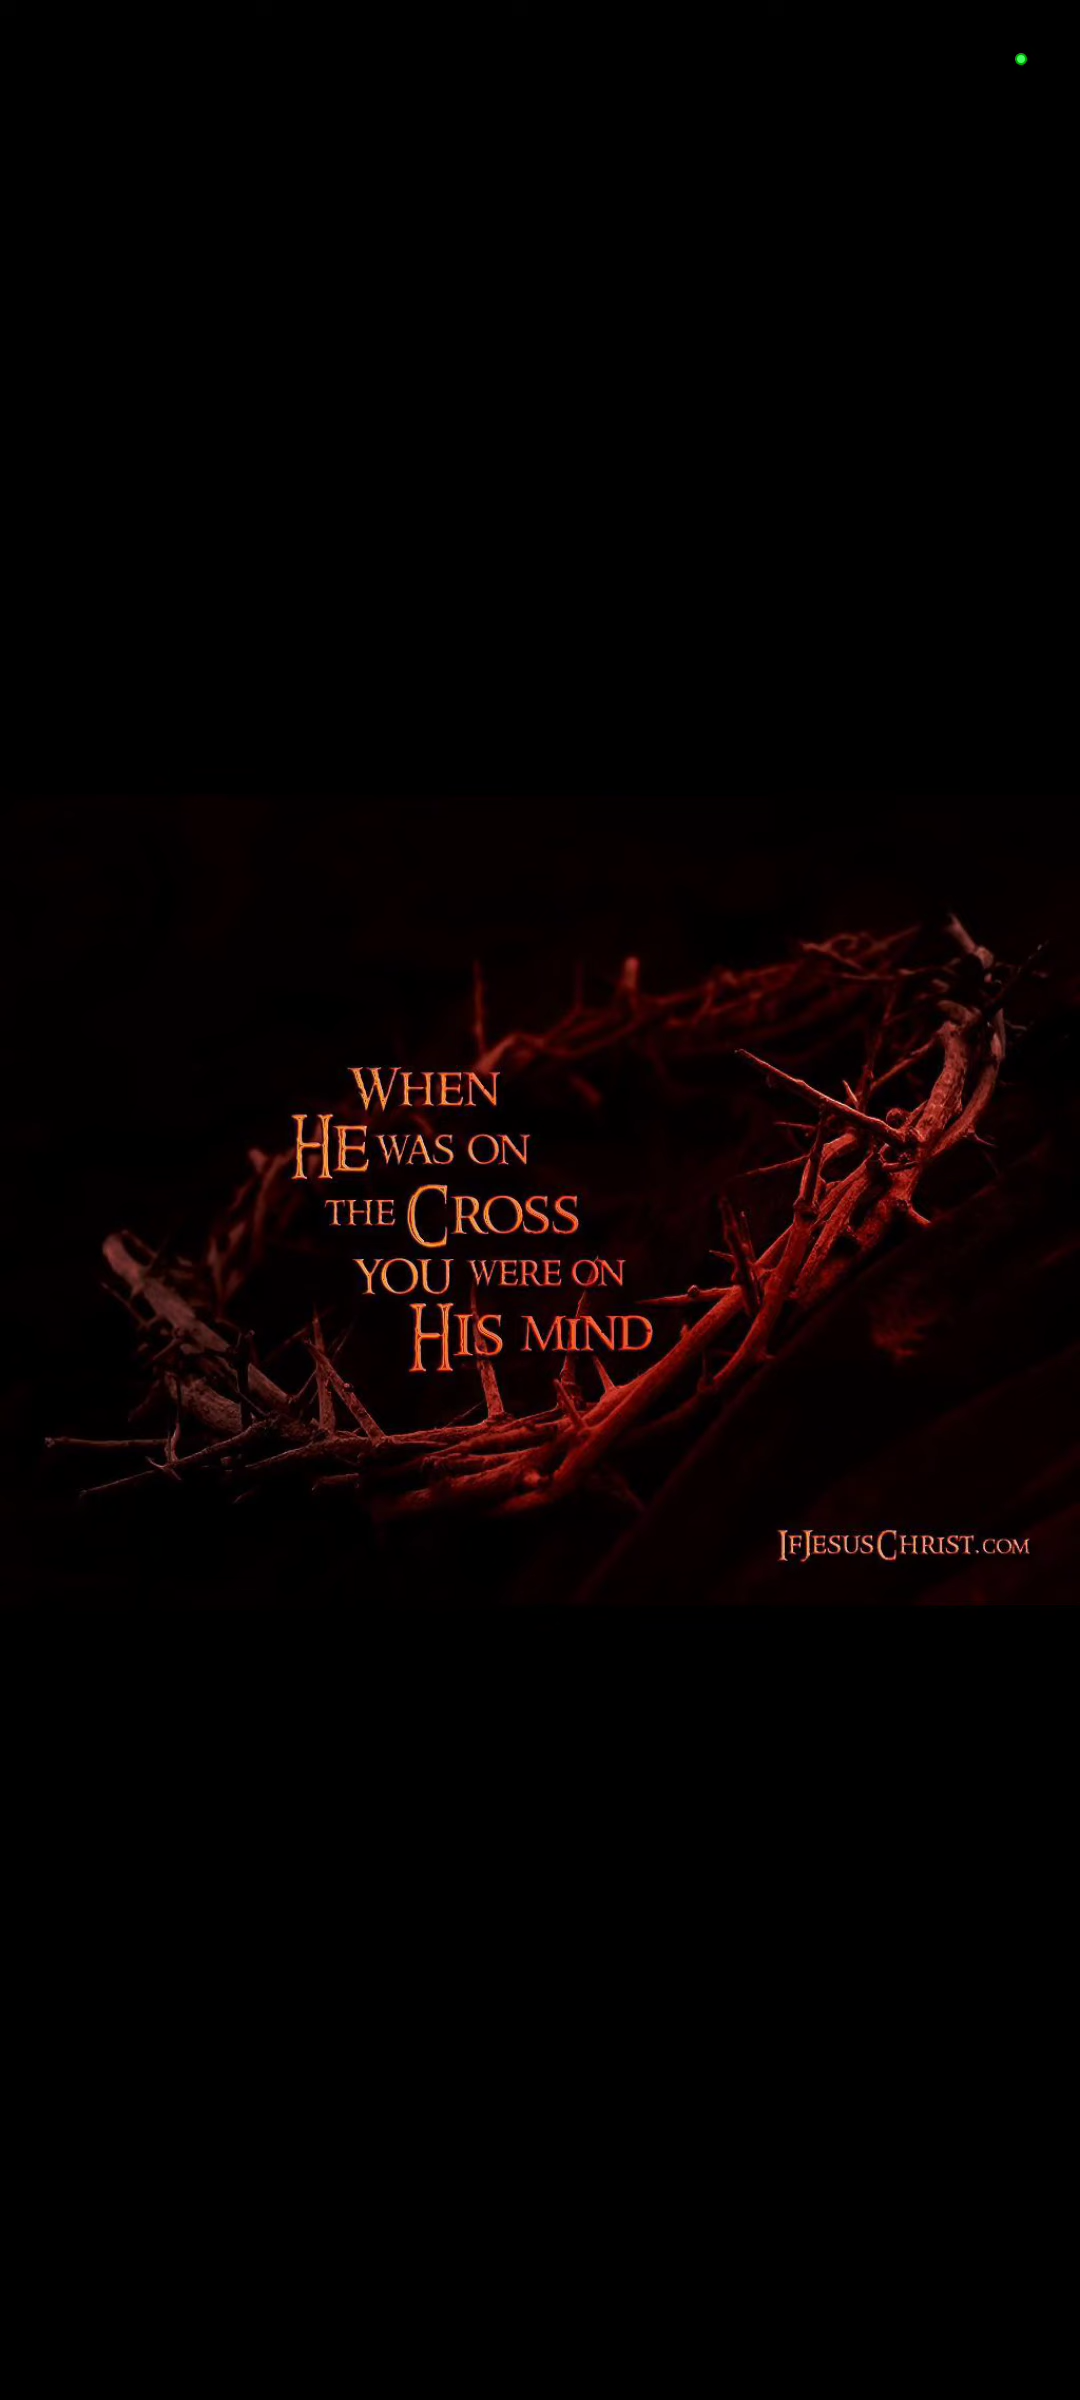 When
He was on
the Cross
you were on
His mind
IfJesusChrist.com